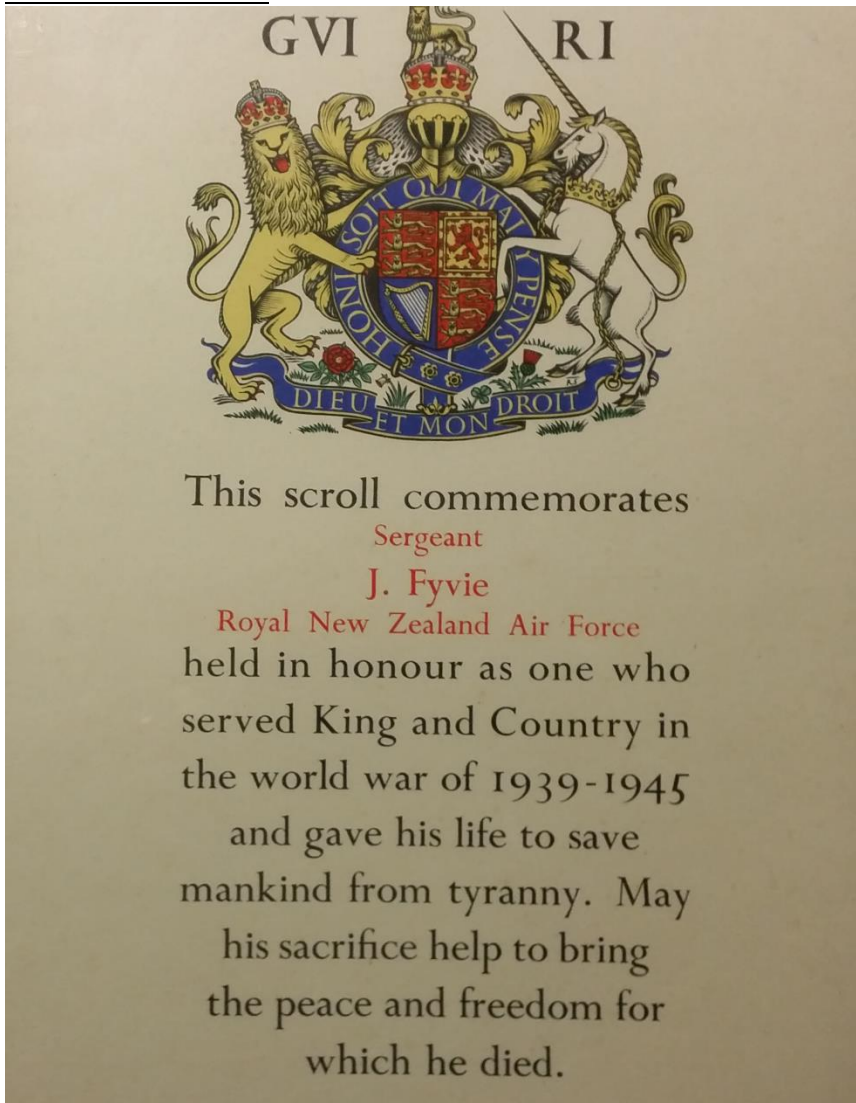 GVI RI
HONI SOIT QUI MAL Y PENSE
DIEU ET MON DROIT
This scroll commemorates
Sergeant
J. Fyvie
Royal New Zealand Air Force
held in honour as one who
served King and Country in
the world war of 1939-1945
and gave his life to save
mankind from tyranny. May
his sacrifice help to bring
the peace and freedom for
which he died.